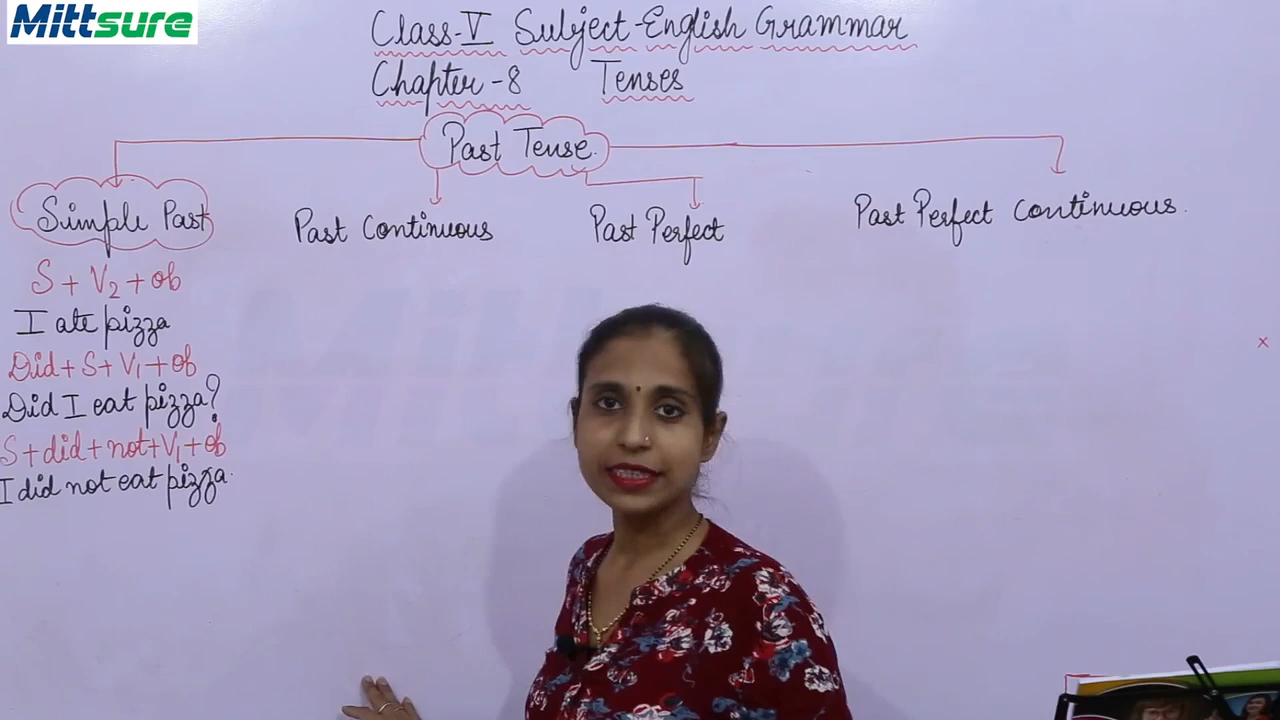 Mittsure
Class-V Subject-English Grammar
Chapter-8 Tenses
Past Tense.
Simple Past
Past Continuous
Past Perfect
Past Perfect Continuous.
S + V2 + ob
I ate pizza
Did + S + V1 + ob
Did I eat pizza?
S + did + not + V1 + ob
I did not eat pizza.
x